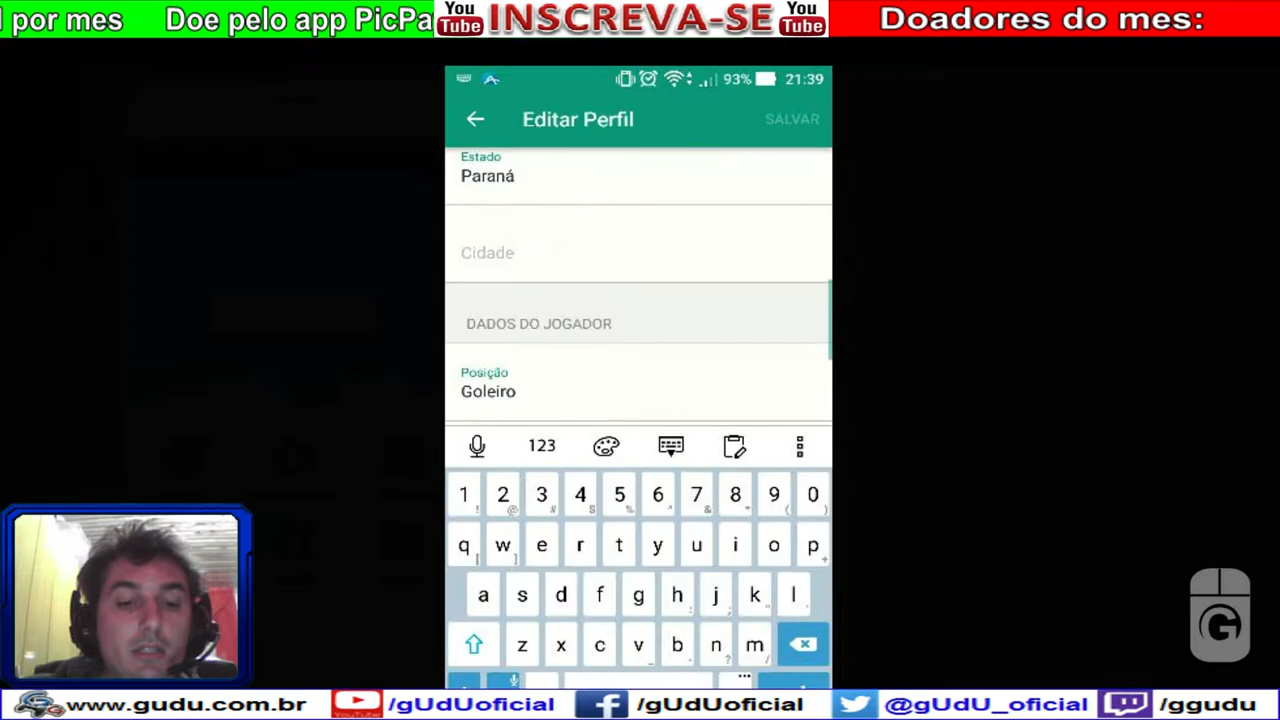 l por mes Doe pelo app PicPa
You Tube INSCREVA-SE You Tube
Doadores do mes:
93% 21:39
Editar Perfil SALVAR
Estado
Paraná
Cidade
DADOS DO JOGADOR
Posição
Goleiro
123
1 2 3 4 5 6 7 8 9 0
q w e r t y u i o p
a s d f g h j k l
z x c v b n m
www.gudu.com.br YouTube /gUdUoficial /gUdUoficial @gUdU_oficial /ggudu